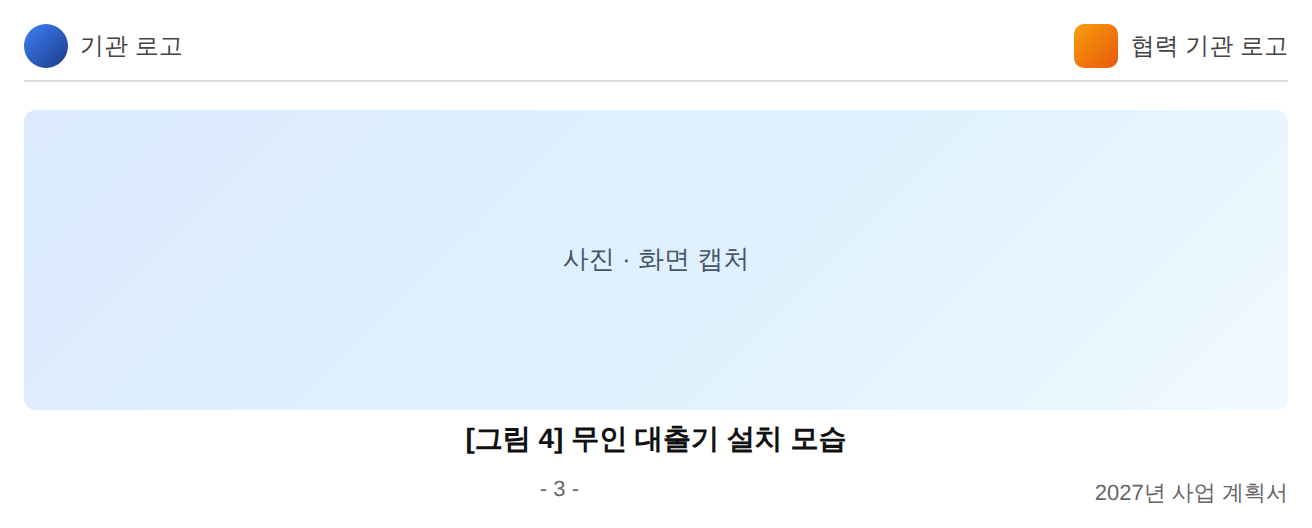 기관 로고
협력 기관 로고
사진 · 화면 캡처
[그림 4] 무인 대출기 설치 모습
- 3 -
2027년 사업 계획서